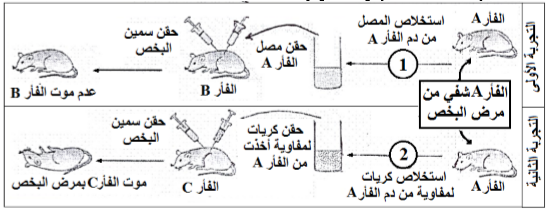 التجربة الأولى
الفأر A
استخلاص المصل
من دم الفأر A
1
حقن مصل
الفأر A
حقن سمين
البخص
الفأر B
عدم موت الفأر B
الفأر A شفي من
مرض البخص
التجربة الثانية
الفأر A
2
استخلاص كريات
لمفاوية من دم الفأر A
حقن كريات
لمفاوية أخذت
من الفأر A
حقن سمين
البخص
الفأر C
موت الفأر C بمرض البخص